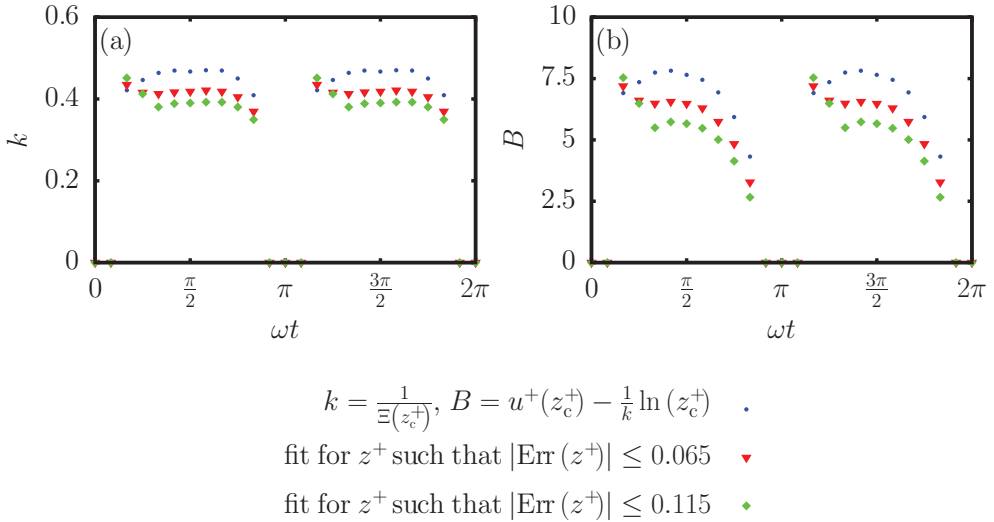 (a)
0.6
0.4
0.2
0
k
0 π/2 π 3π/2 2π
ωt
(b)
10
7.5
5
2.5
0
B
0 π/2 π 3π/2 2π
ωt
k = 1/Ξ(z_c^+), B = u^+(z_c^+) − 1/k ln (z_c^+)
fit for z^+ such that |Err (z^+)| ≤ 0.065
fit for z^+ such that |Err (z^+)| ≤ 0.115